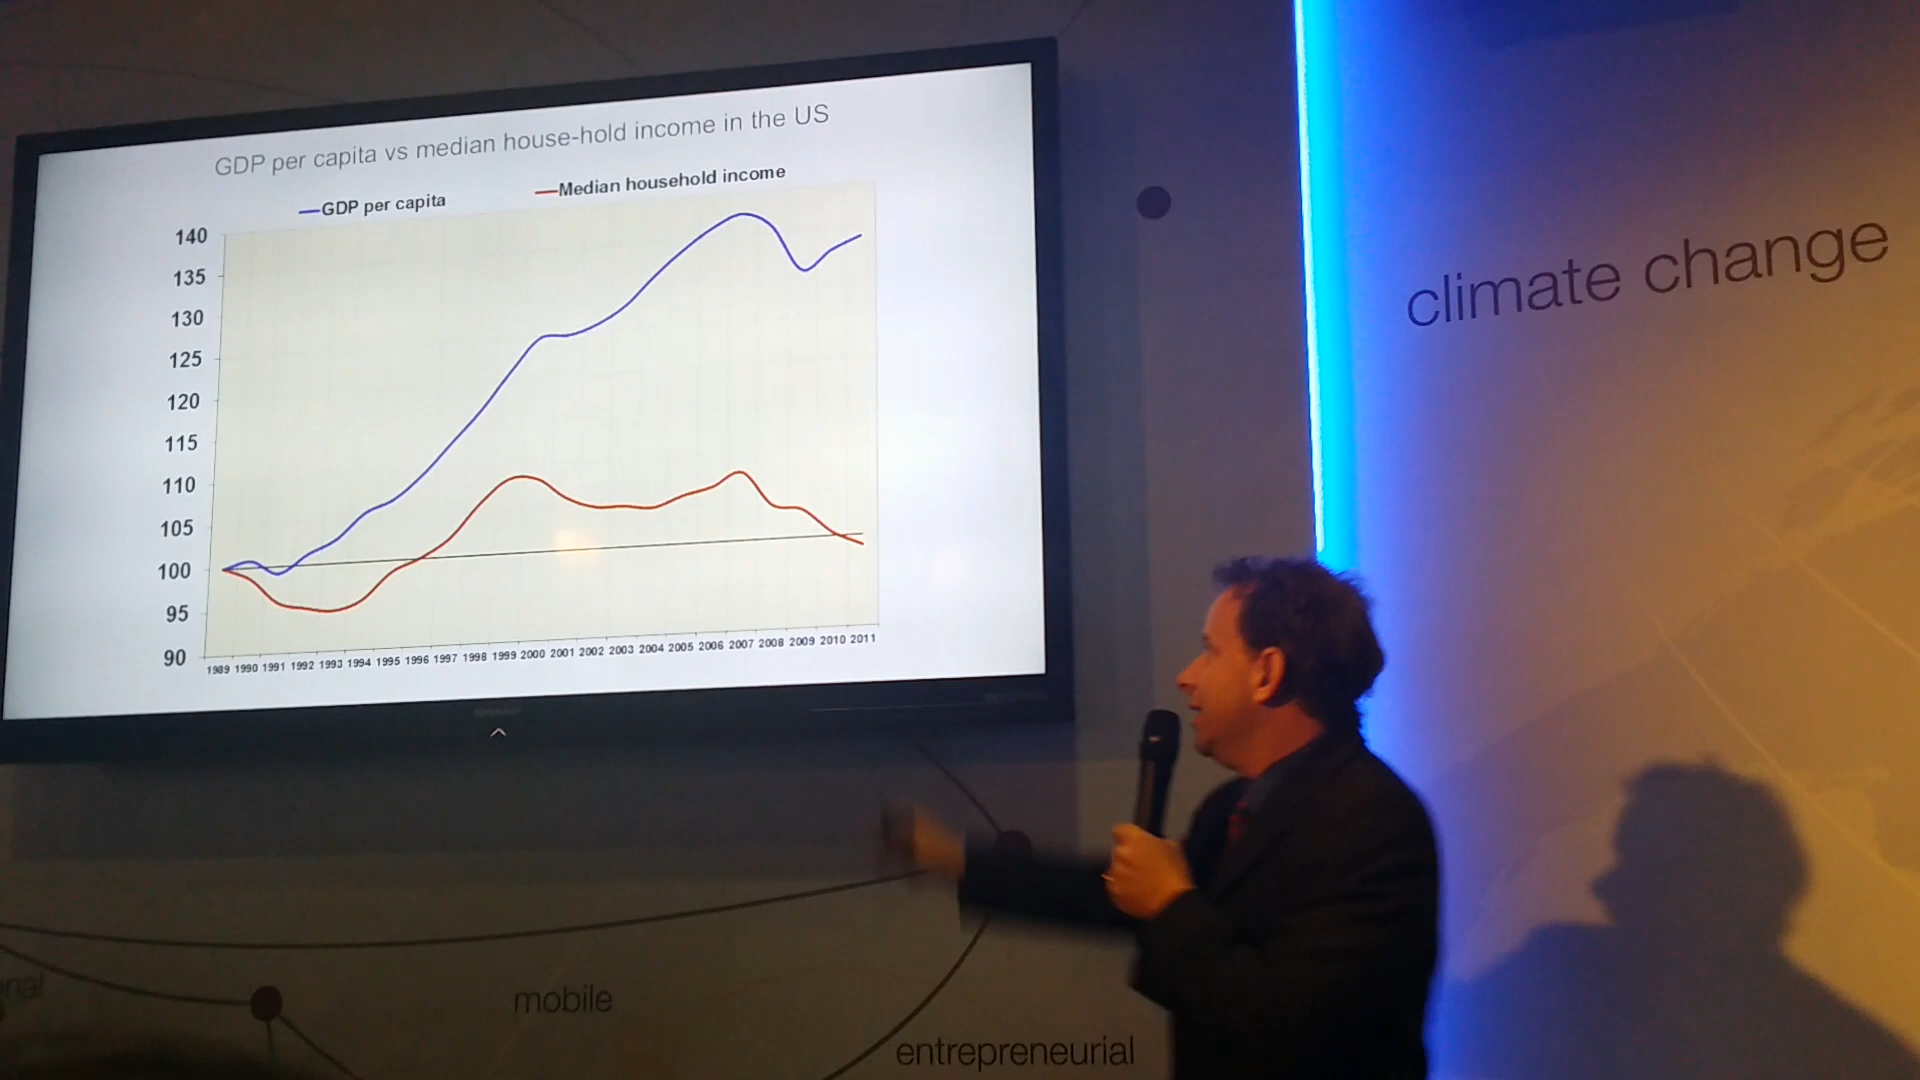 GDP per capita vs median house-hold income in the US
GDP per capita
Median household income
140
135
130
125
120
115
110
105
100
95
90
1989 1990 1991 1992 1993 1994 1995 1996 1997 1998 1999 2000 2001 2002 2003 2004 2005 2006 2007 2008 2009 2010 2011
climate change
mobile
entrepreneurial